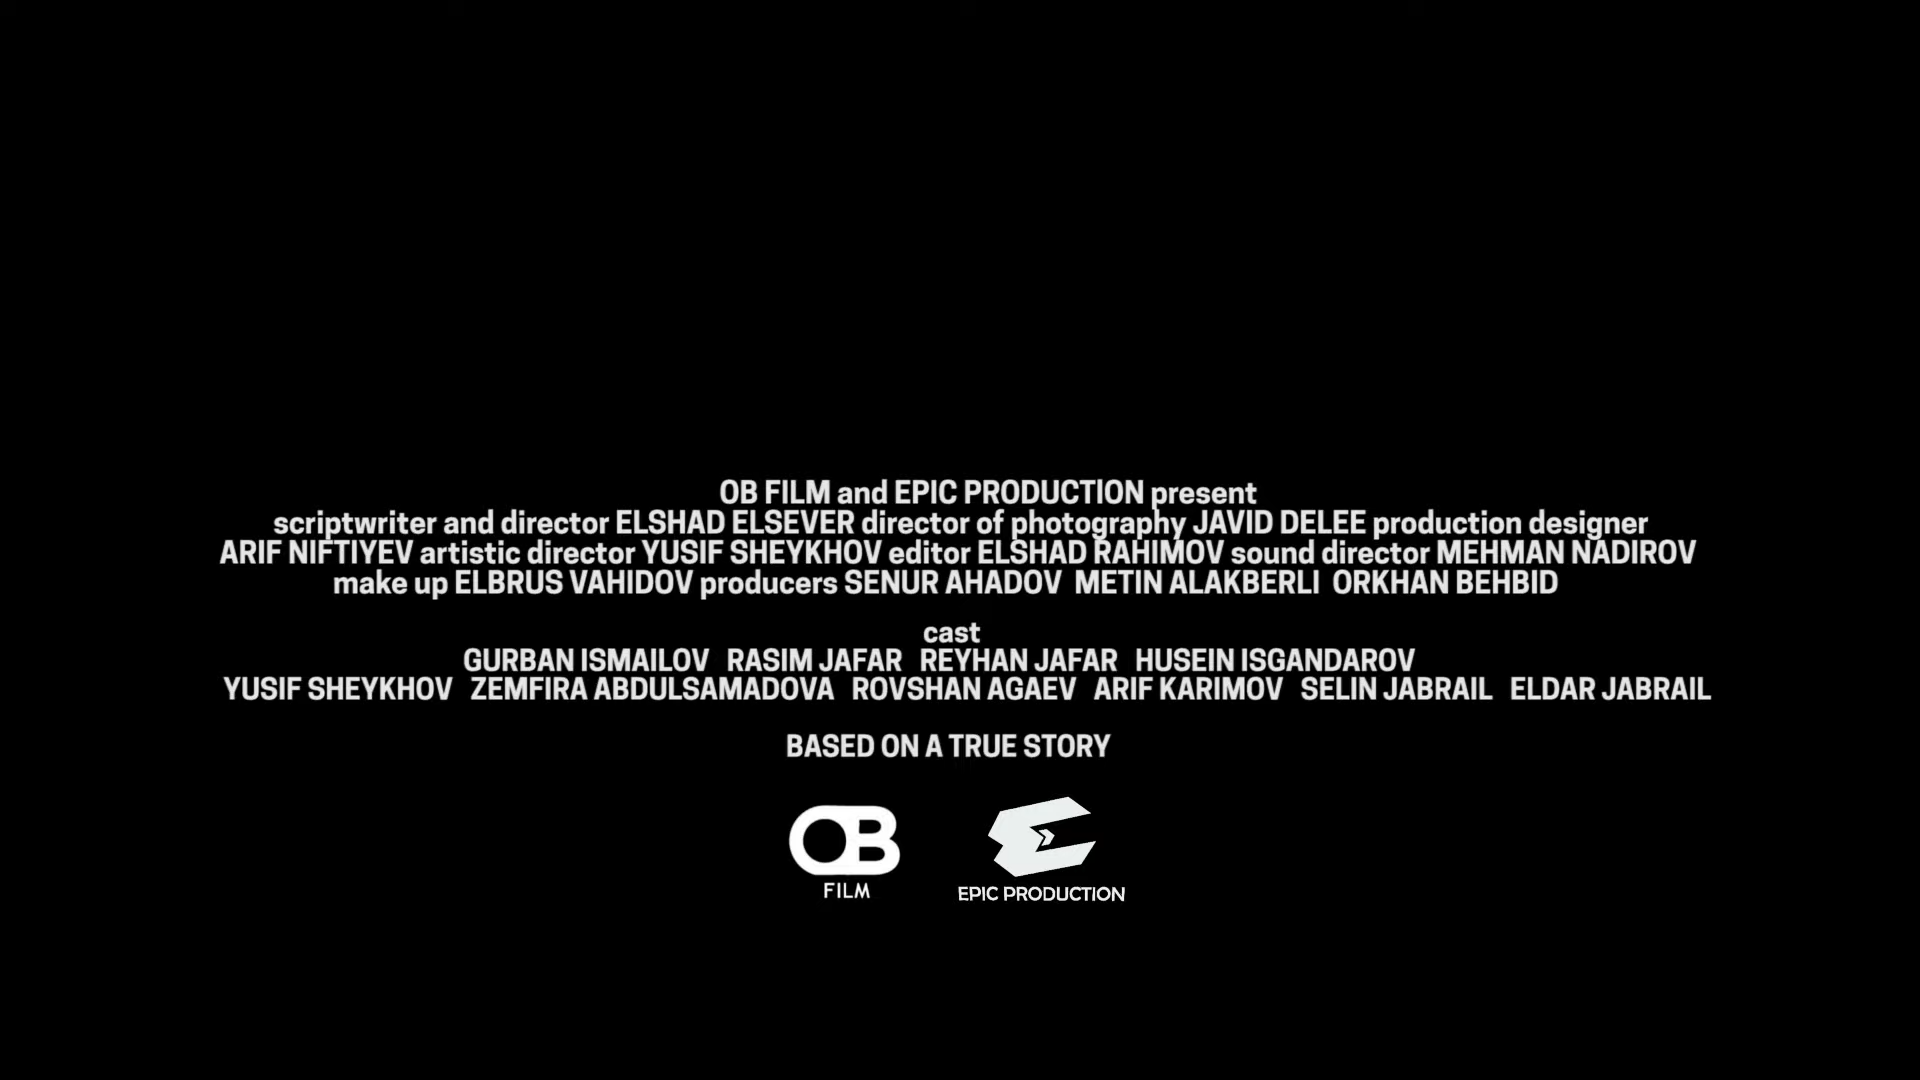 OB FILM and EPIC PRODUCTION present
scriptwriter and director ELSHAD ELSEVER director of photography JAVID DELEE production designer
ARIF NIFTIYEV artistic director YUSIF SHEYKHOV editor ELSHAD RAHIMOV sound director MEHMAN NADIROV
make up ELBRUS VAHIDOV producers SENUR AHADOV METIN ALAKBERLI ORKHAN BEHBID
cast
GURBAN ISMAILOV RASIM JAFAR REYHAN JAFAR HUSEIN ISGANDAROV
YUSIF SHEYKHOV ZEMFIRA ABDULSAMADOVA ROVSHAN AGAEV ARIF KARIMOV SELIN JABRAIL ELDAR JABRAIL
BASED ON A TRUE STORY
OB
FILM
EPIC PRODUCTION